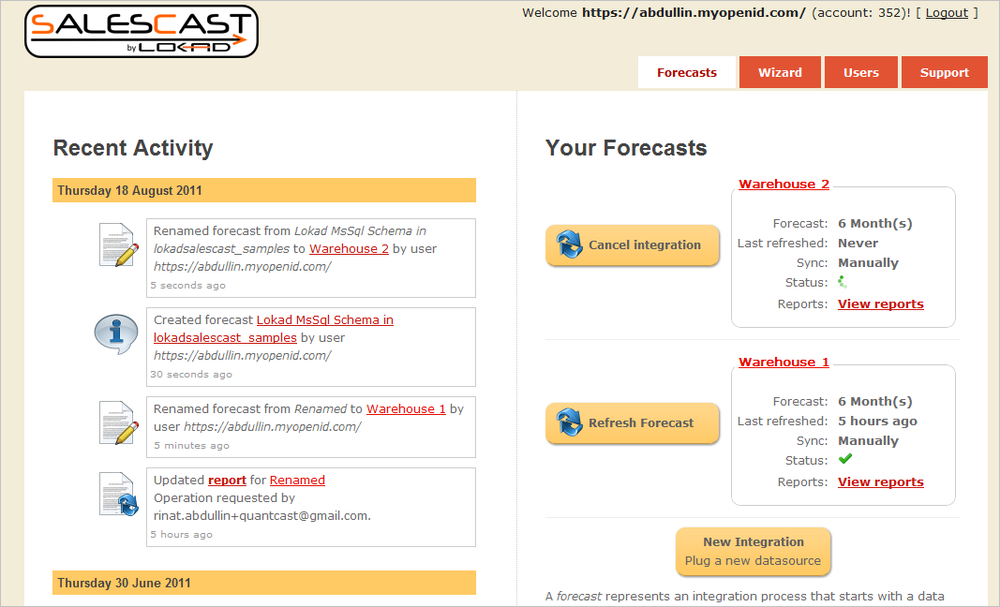 SALESCAST
by LOKAD
Welcome https://abdullin.myopenid.com/ (account: 352)! [ Logout ]
Forecasts Wizard Users Support
Recent Activity
Thursday 18 August 2011
Renamed forecast from Lokad MsSql Schema in
lokadsalescast_samples to Warehouse 2 by user
https://abdullin.myopenid.com/
5 seconds ago
Created forecast Lokad MsSql Schema in
lokadsalescast_samples by user
https://abdullin.myopenid.com/
30 seconds ago
Renamed forecast from Renamed to Warehouse 1 by
user https://abdullin.myopenid.com/
5 minutes ago
Updated report for Renamed
Operation requested by
rinat.abdullin+quantcast@gmail.com.
5 hours ago
Thursday 30 June 2011
Your Forecasts
Cancel integration
Warehouse 2
Forecast: 6 Month(s)
Last refreshed: Never
Sync: Manually
Status:
Reports: View reports
Refresh Forecast
Warehouse 1
Forecast: 6 Month(s)
Last refreshed: 5 hours ago
Sync: Manually
Status:
Reports: View reports
New Integration
Plug a new datasource
A forecast represents an integration process that starts with a data